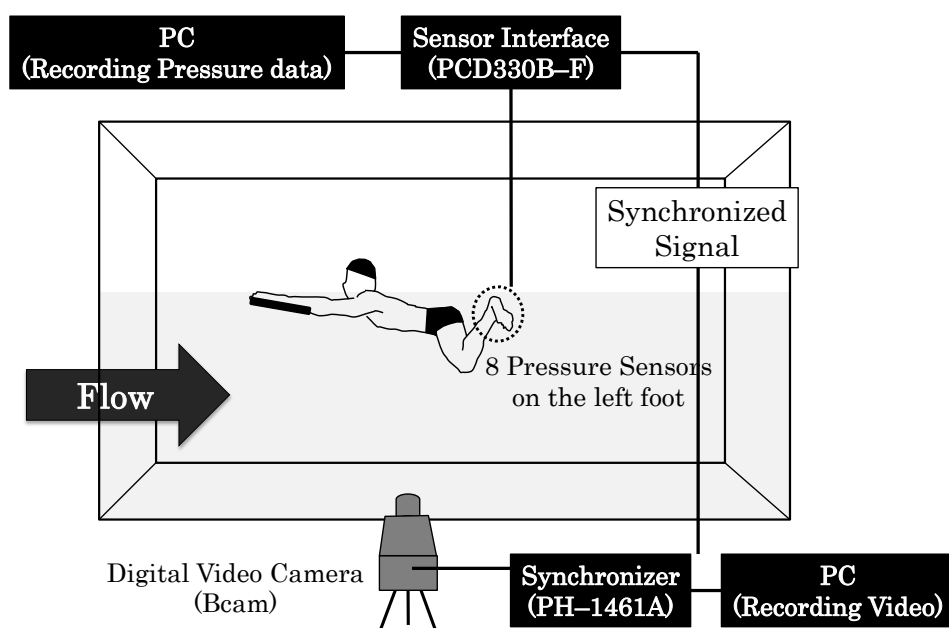 PC
(Recording Pressure data)
Sensor Interface
(PCD330B–F)
Synchronized
Signal
8 Pressure Sensors
on the left foot
Flow
Digital Video Camera
(Bcam)
Synchronizer
(PH–1461A)
PC
(Recording Video)